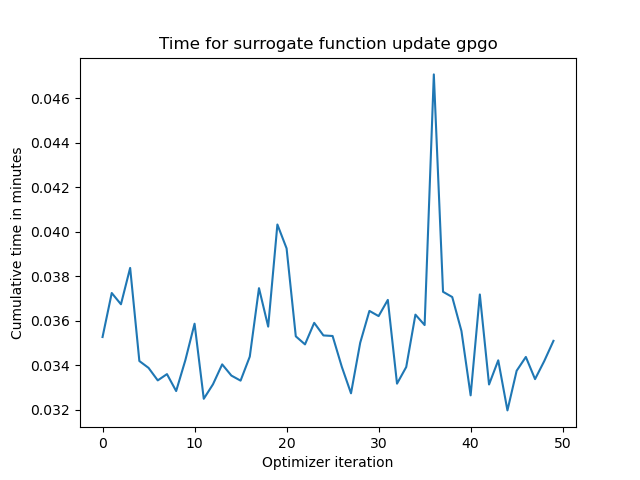 Time for surrogate function update gpgo
Cumulative time in minutes
0.046
0.044
0.042
0.040
0.038
0.036
0.034
0.032
0 10 20 30 40 50
Optimizer iteration